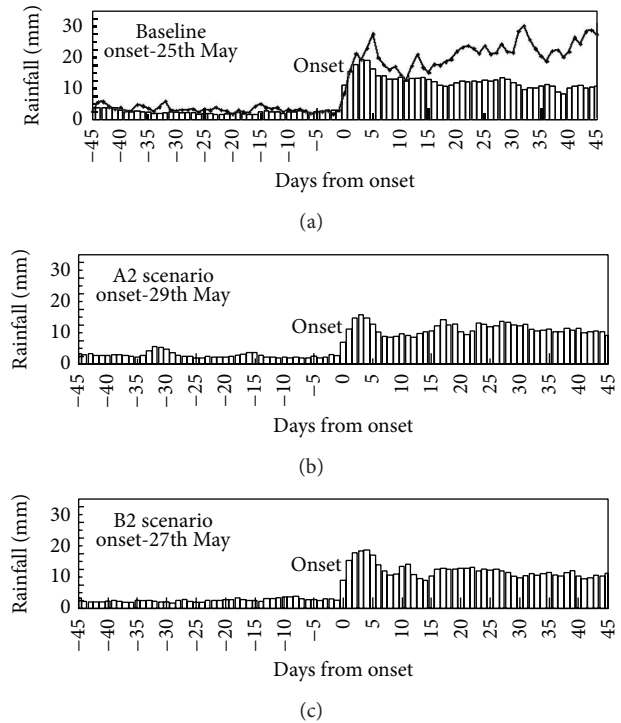 Baseline
onset-25th May
Onset
Rainfall (mm)
30
20
10
0
−45 −40 −35 −30 −25 −20 −15 −10 −5 0 5 10 15 20 25 30 35 40 45
Days from onset
(a)
A2 scenario
onset-29th May
Onset
Rainfall (mm)
30
20
10
0
−45 −40 −35 −30 −25 −20 −15 −10 −5 0 5 10 15 20 25 30 35 40 45
Days from onset
(b)
B2 scenario
onset-27th May
Onset
Rainfall (mm)
30
20
10
0
−45 −40 −35 −30 −25 −20 −15 −10 −5 0 5 10 15 20 25 30 35 40 45
Days from onset
(c)